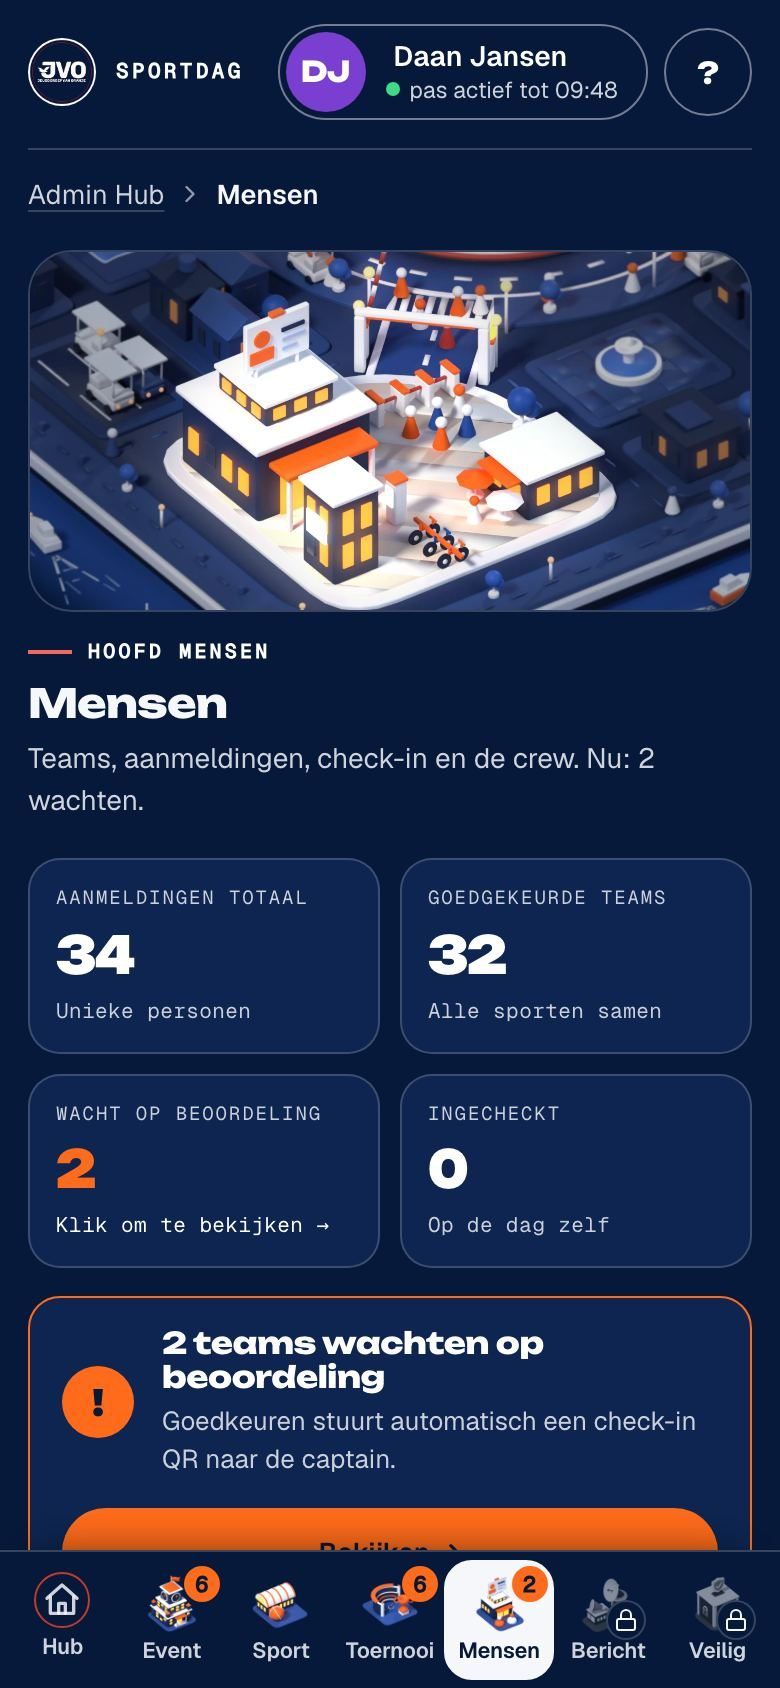 JVO
SPORTDAG
DJ
Daan Jansen
pas actief tot 09:48
?
Admin Hub > Mensen
HOOFD MENSEN
Mensen
Teams, aanmeldingen, check-in en de crew. Nu: 2
wachten.
AANMELDINGEN TOTAAL
34
Unieke personen
GOEDGEKEURDE TEAMS
32
Alle sporten samen
WACHT OP BEOORDELING
2
Klik om te bekijken →
INGECHECKT
0
Op de dag zelf
!
2 teams wachten op
beoordeling
Goedkeuren stuurt automatisch een check-in
QR naar de captain.
Bekijken →
Hub
6
Event
Sport
6
Toernooi
2
Mensen
Bericht
Veilig